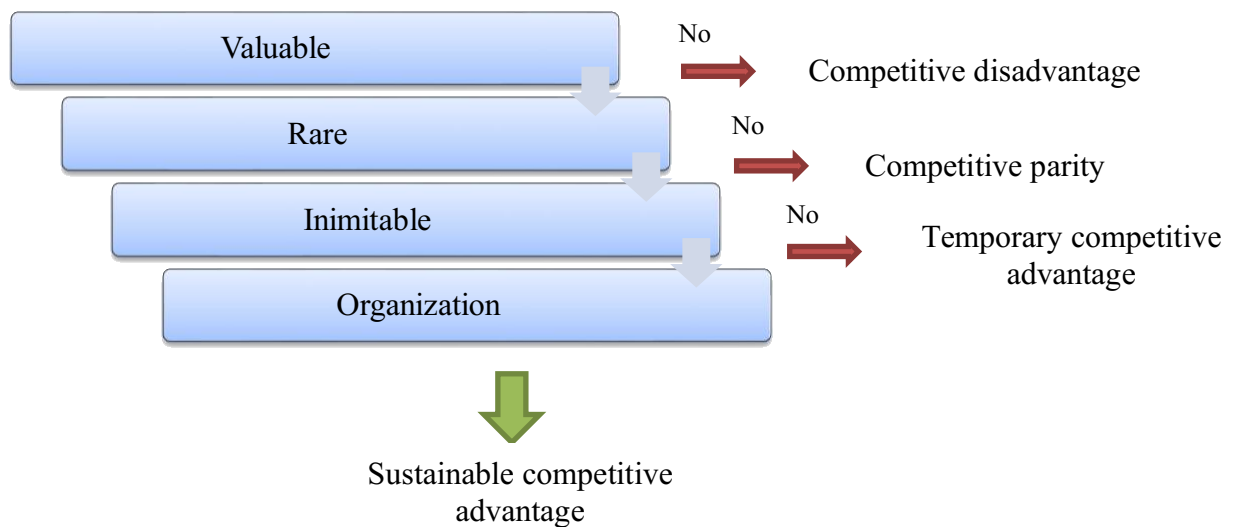 Valuable
No
Competitive disadvantage
Rare
No
Competitive parity
Inimitable
No
Temporary competitive
advantage
Organization
Sustainable competitive
advantage